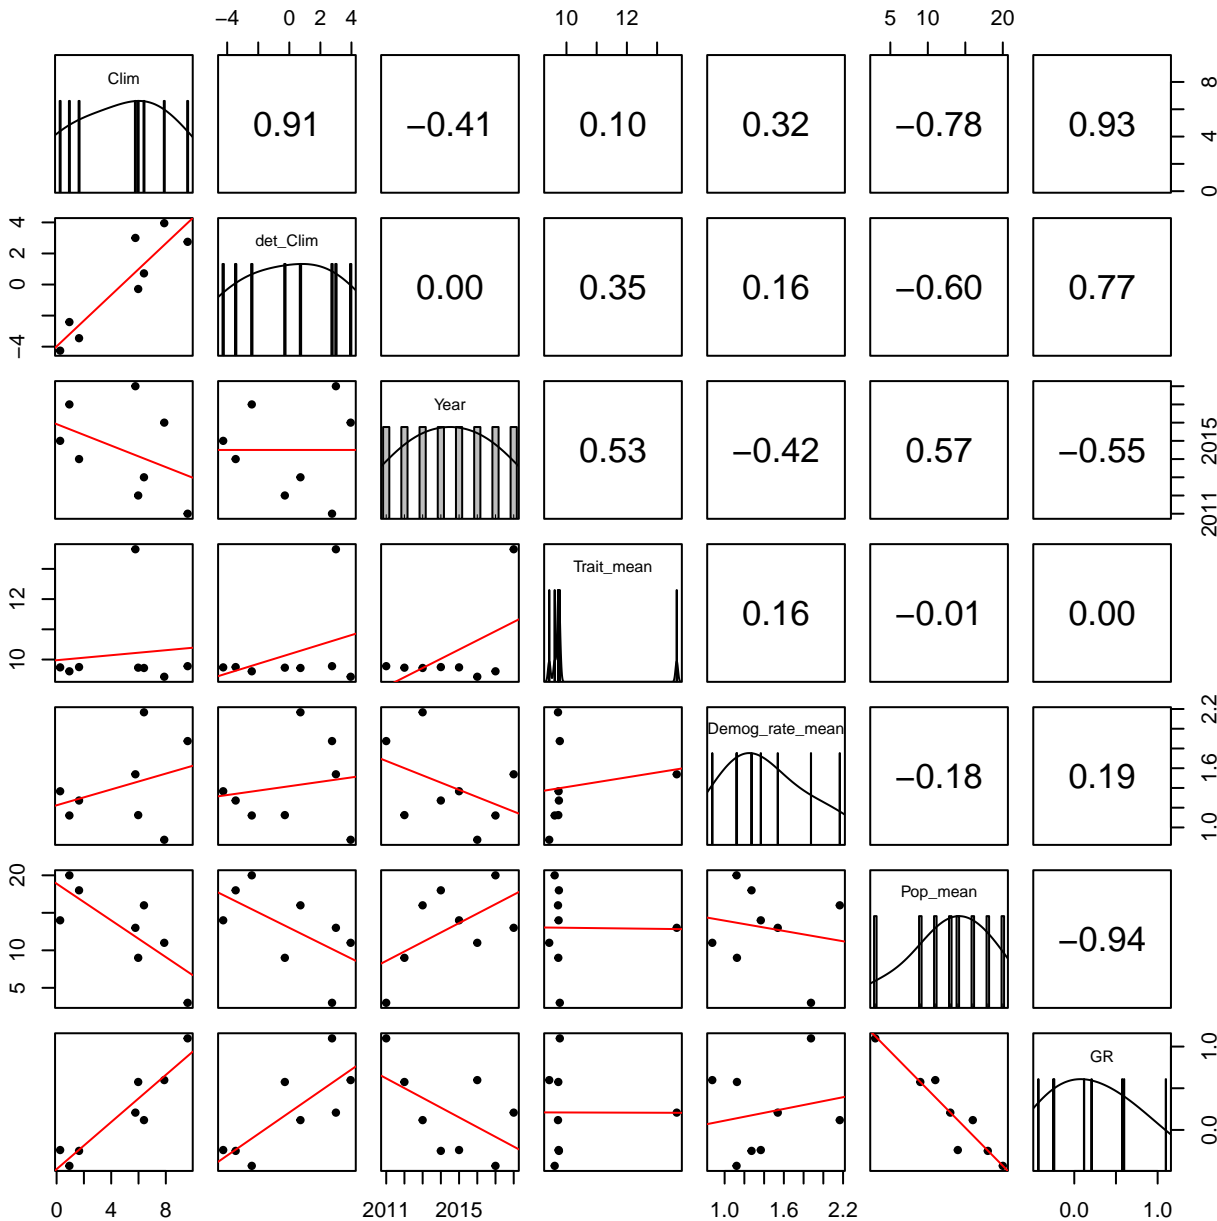 −4 0 2 4 10 12 5 10 20
Clim 0.91 −0.41 0.10 0.32 −0.78 0.93 0 4 8
−4 0 2 4 det_Clim 0.00 0.35 0.16 −0.60 0.77
Year 0.53 −0.42 0.57 −0.55 2011 2015
10 12 Trait_mean 0.16 −0.01 0.00
Demog_rate_mean −0.18 0.19 1.0 1.6 2.2
5 10 20 Pop_mean −0.94
GR 0.0 1.0
0 4 8 2011 2015 1.0 1.6 2.2 0.0 1.0